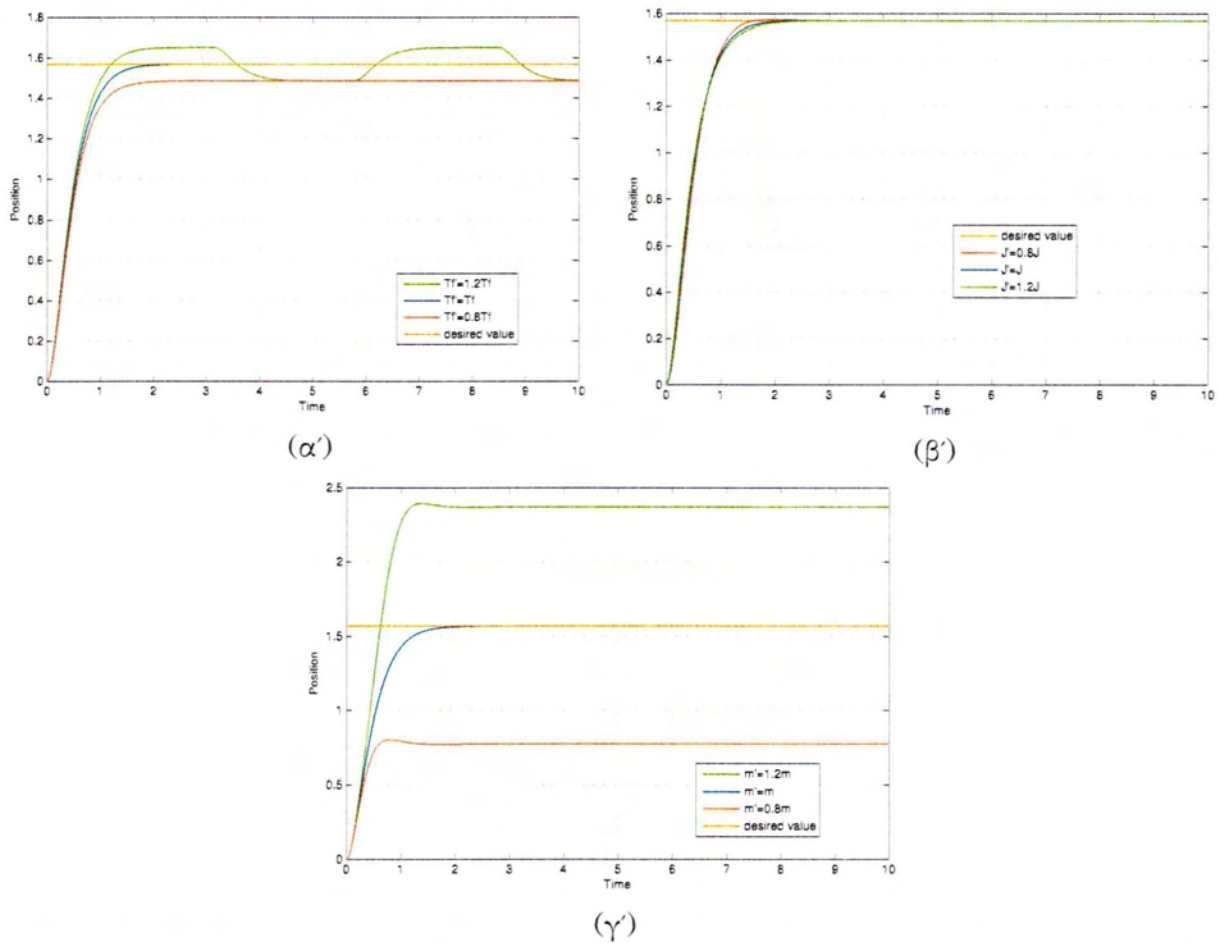 1.8
1.6
1.4
1.2
1
0.8
0.6
0.4
0.2
0
Position
Tf'=1.2Tf
Tf'=Tf
Tf'=0.8Tf
desired value
0 1 2 3 4 5 6 7 8 9 10
Time
(α′)
1.6
1.4
1.2
1
0.8
0.6
0.4
0.2
0
Position
desired value
J'=0.8J
J'=J
J'=1.2J
0 1 2 3 4 5 6 7 8 9 10
Time
(β′)
2.5
2
1.5
1
0.5
0
Position
m'=1.2m
m'=m
m'=0.8m
desired value
0 1 2 3 4 5 6 7 8 9 10
Time
(γ′)